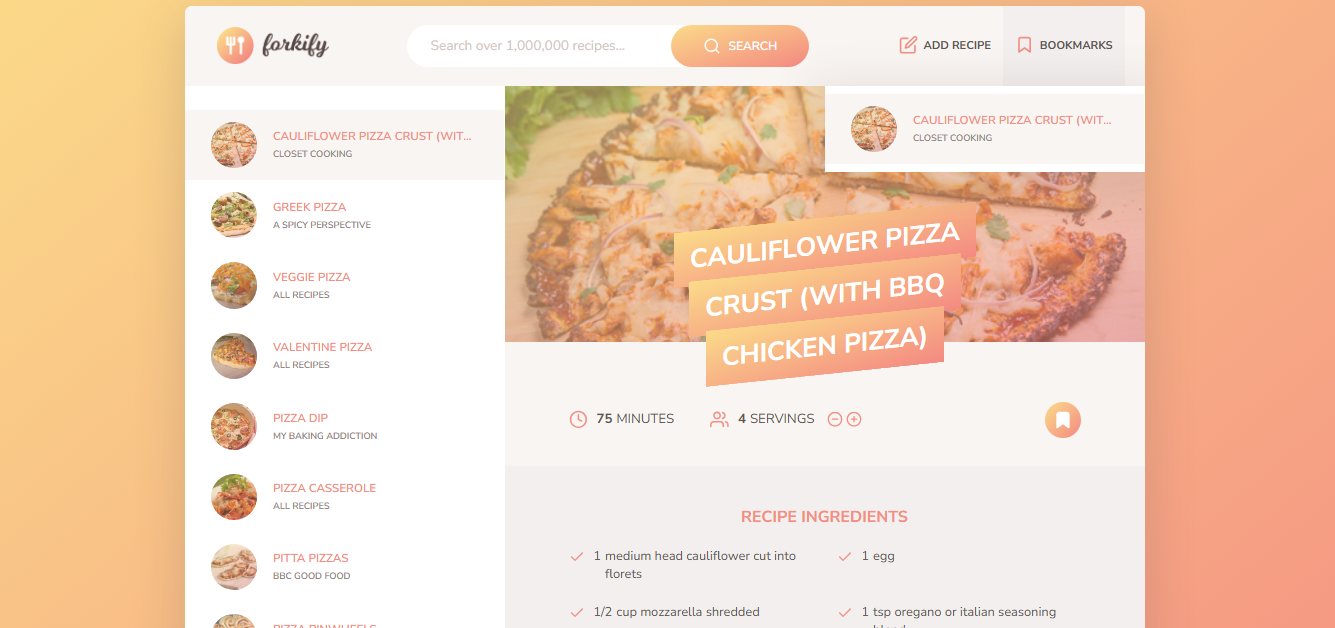 forkify
Search over 1,000,000 recipes...
SEARCH
ADD RECIPE
BOOKMARKS
CAULIFLOWER PIZZA CRUST (WIT...
CLOSET COOKING
GREEK PIZZA
A SPICY PERSPECTIVE
VEGGIE PIZZA
ALL RECIPES
VALENTINE PIZZA
ALL RECIPES
PIZZA DIP
MY BAKING ADDICTION
PIZZA CASSEROLE
ALL RECIPES
PITTA PIZZAS
BBC GOOD FOOD
PIZZA PINWHEELS
CAULIFLOWER PIZZA CRUST (WIT...
CLOSET COOKING
CAULIFLOWER PIZZA
CRUST (WITH BBQ
CHICKEN PIZZA)
75 MINUTES
4 SERVINGS
RECIPE INGREDIENTS
1 medium head cauliflower cut into
florets
1 egg
1/2 cup mozzarella shredded
1 tsp oregano or italian seasoning
blend